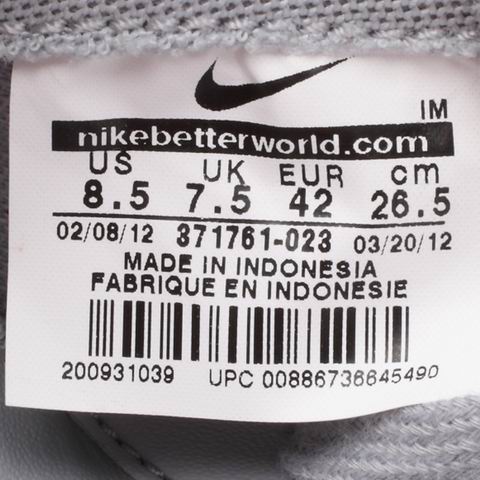 IM
nikebetterworld.com
US UK EUR cm
8.5 7.5 42 26.5
02/08/12 371761-023 03/20/12
MADE IN INDONESIA
FABRIQUE EN INDONESIE
200931039 UPC 00886736645490